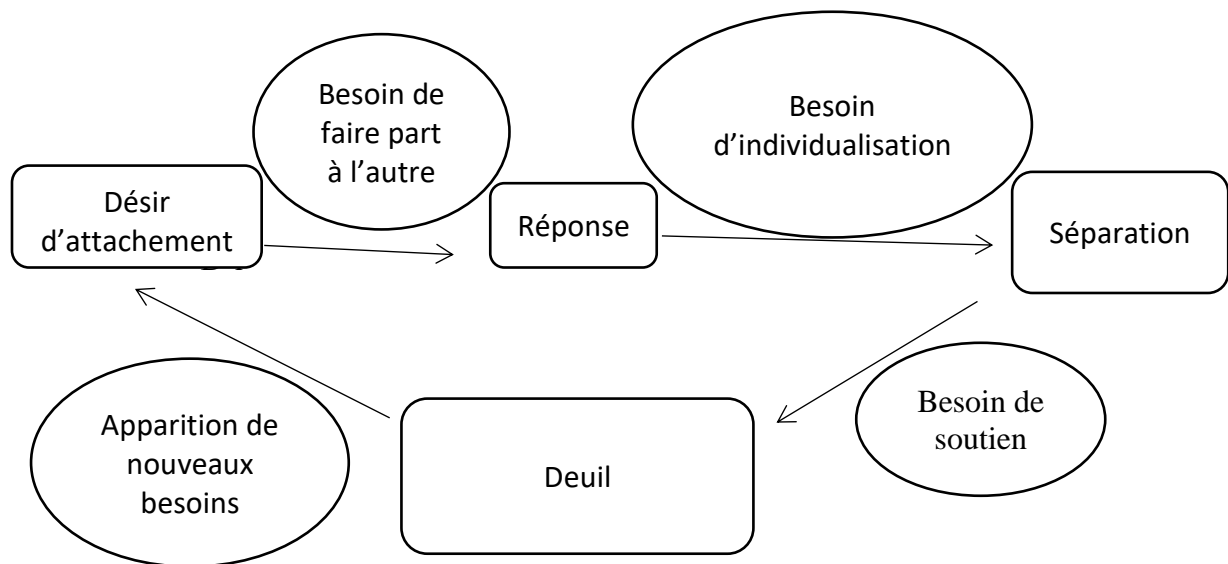 Besoin de
faire part
à l’autre
Besoin
d’individualisation
Désir
d’attachement
Réponse
Séparation
Apparition de
nouveaux
besoins
Deuil
Besoin de
soutien